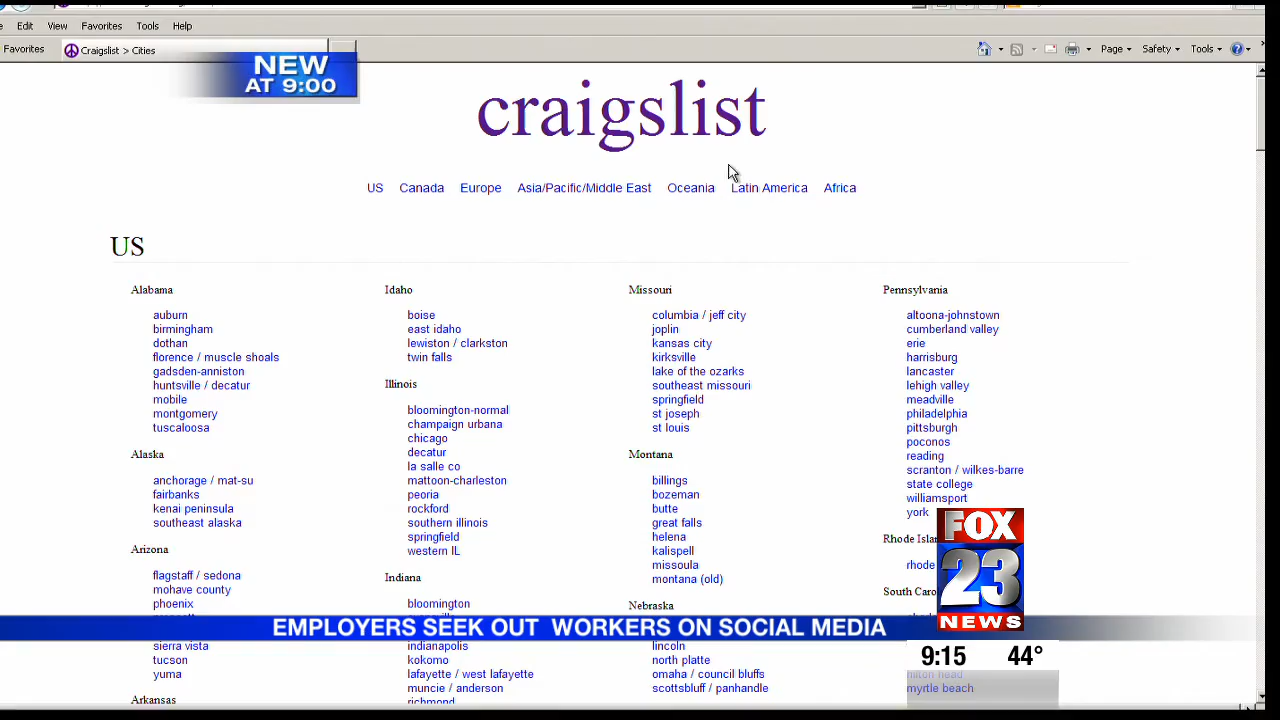 Edit View Favorites Tools Help
Favorites Craigslist > Cities Page Safety Tools
NEW
AT 9:00
craigslist
US Canada Europe Asia/Pacific/Middle East Oceania Latin America Africa
US
Alabama
auburn
birmingham
dothan
florence / muscle shoals
gadsden-anniston
huntsville / decatur
mobile
montgomery
tuscaloosa
Alaska
anchorage / mat-su
fairbanks
kenai peninsula
southeast alaska
Arizona
flagstaff / sedona
mohave county
phoenix
sierra vista
tucson
yuma
Arkansas
Idaho
boise
east idaho
lewiston / clarkston
twin falls
Illinois
bloomington-normal
champaign urbana
chicago
decatur
la salle co
mattoon-charleston
peoria
rockford
southern illinois
springfield
western IL
Indiana
bloomington
indianapolis
kokomo
lafayette / west lafayette
muncie / anderson
richmond
Missouri
columbia / jeff city
joplin
kansas city
kirksville
lake of the ozarks
southeast missouri
springfield
st joseph
st louis
Montana
billings
bozeman
butte
great falls
helena
kalispell
missoula
montana (old)
Nebraska
lincoln
north platte
omaha / council bluffs
scottsbluff / panhandle
Pennsylvania
altoona-johnstown
cumberland valley
erie
harrisburg
lancaster
lehigh valley
meadville
philadelphia
pittsburgh
poconos
reading
scranton / wilkes-barre
state college
williamsport
york
Rhode
rhode
South
hilton head
myrtle beach
FOX
23
NEWS
EMPLOYERS SEEK OUT WORKERS ON SOCIAL MEDIA
9:15 44°